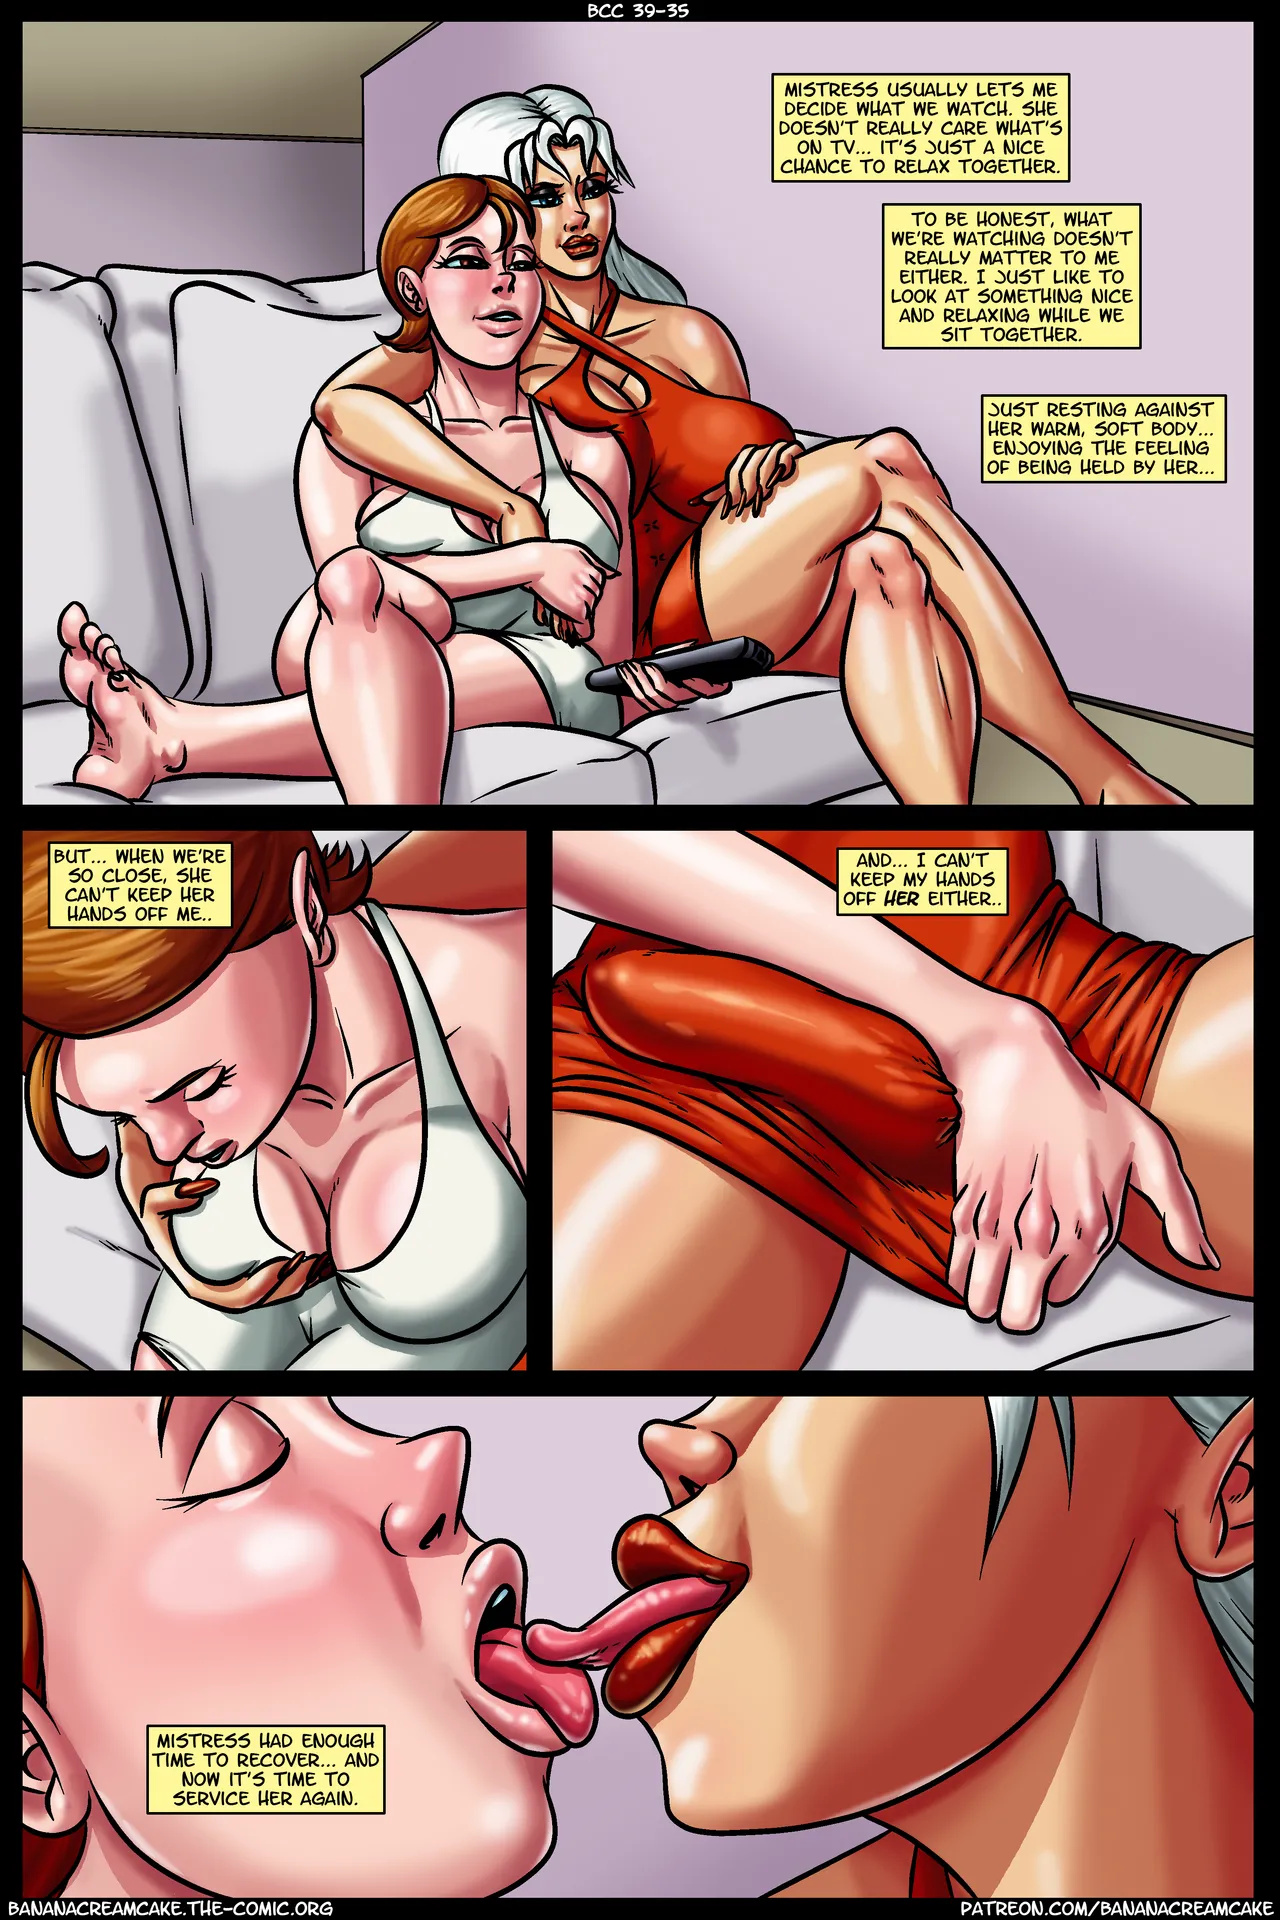 BCC 39-35
MISTRESS USUALLY LETS ME
DECIDE WHAT WE WATCH. SHE
DOESN'T REALLY CARE WHAT'S
ON TV... IT'S JUST A NICE
CHANCE TO RELAX TOGETHER.
TO BE HONEST, WHAT
WE'RE WATCHING DOESN'T
REALLY MATTER TO ME
EITHER. I JUST LIKE TO
LOOK AT SOMETHING NICE
AND RELAXING WHILE WE
SIT TOGETHER.
JUST RESTING AGAINST
HER WARM, SOFT BODY...
ENJOYING THE FEELING
OF BEING HELD BY HER...
BUT... WHEN WE'RE
SO CLOSE, SHE
CAN'T KEEP HER
HANDS OFF ME..
AND... I CAN'T
KEEP MY HANDS
OFF HER EITHER..
MISTRESS HAD ENOUGH
TIME TO RECOVER... AND
NOW IT'S TIME TO
SERVICE HER AGAIN.
BANANACREAMCAKE.THE-COMIC.ORG
PATREON.COM/BANANACREAMCAKE